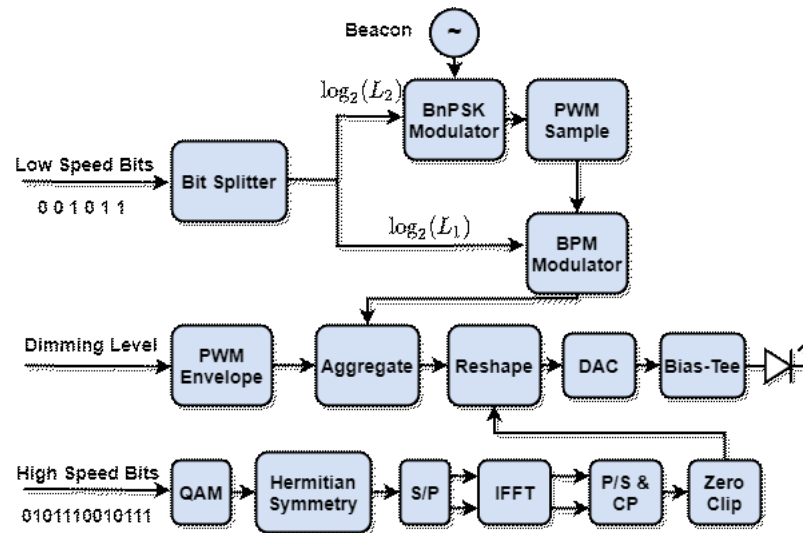 Beacon
~
log₂(L₂)
BnPSK
Modulator
PWM
Sample
Low Speed Bits
0 0 1 0 1 1
Bit Splitter
log₂(L₁)
BPM
Modulator
Dimming Level
PWM
Envelope
Aggregate
Reshape
DAC
Bias-Tee
High Speed Bits
0101110010111
QAM
Hermitian
Symmetry
S/P
IFFT
P/S &
CP
Zero
Clip